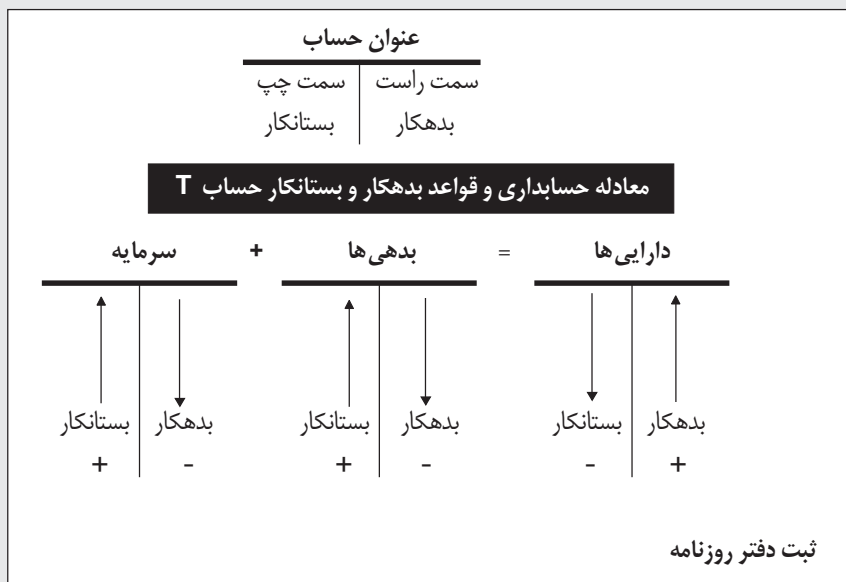 عنوان حساب
سمت راست سمت چپ
بدهکار بستانکار
معادله حسابداری و قواعد بدهکار و بستانکار حساب T
دارایی‌ها = بدهی‌ها + سرمایه
بدهکار بستانکار بدهکار بستانکار بدهکار بستانکار
+ - - + - +
ثبت دفتر روزنامه